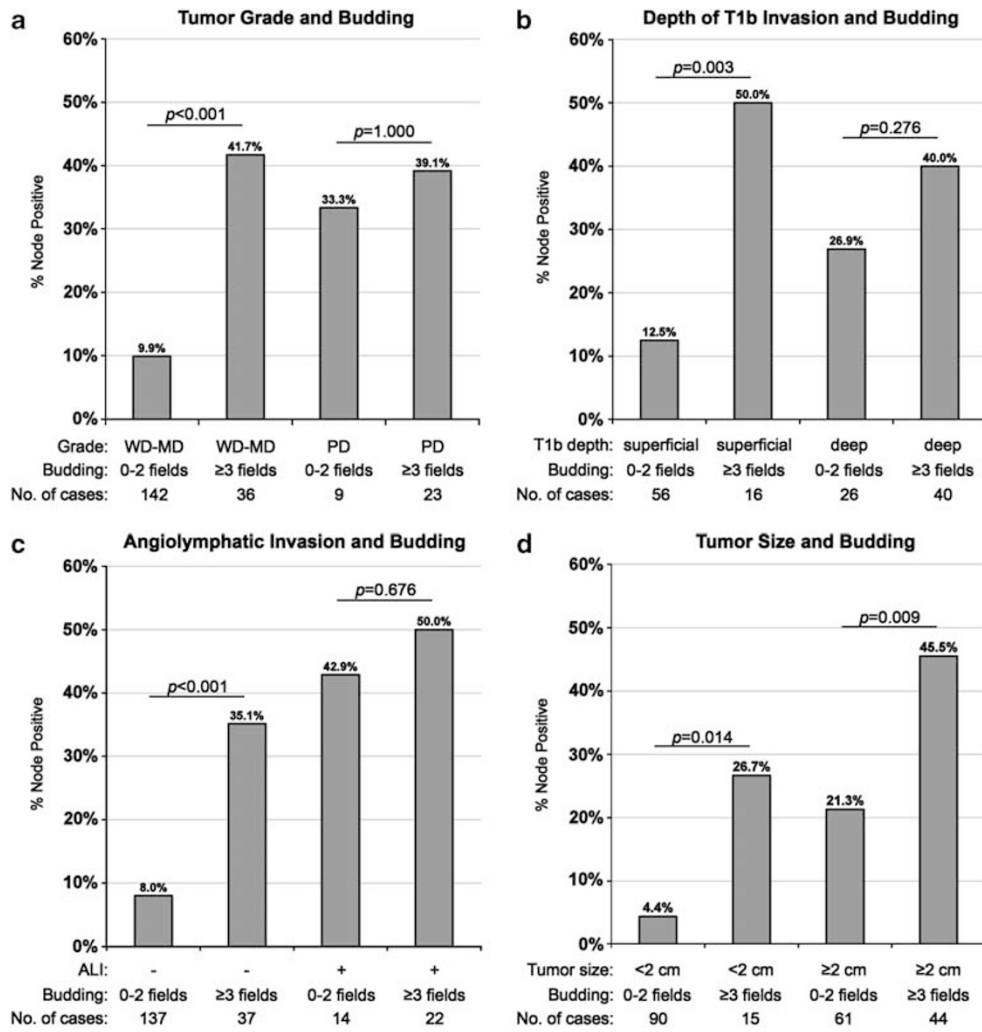 a
Tumor Grade and Budding
60%
50%
40%
30%
20%
10%
0%
% Node Positive
p<0.001
p=1.000
9.9%
41.7%
33.3%
39.1%
Grade: WD-MD WD-MD PD PD
Budding: 0-2 fields ≥3 fields 0-2 fields ≥3 fields
No. of cases: 142 36 9 23
b
Depth of T1b Invasion and Budding
60%
50%
40%
30%
20%
10%
0%
% Node Positive
p=0.003
p=0.276
12.5%
50.0%
26.9%
40.0%
T1b depth: superficial superficial deep deep
Budding: 0-2 fields ≥3 fields 0-2 fields ≥3 fields
No. of cases: 56 16 26 40
c
Angiolymphatic Invasion and Budding
60%
50%
40%
30%
20%
10%
0%
% Node Positive
p<0.001
p=0.676
8.0%
35.1%
42.9%
50.0%
ALI: - - + +
Budding: 0-2 fields ≥3 fields 0-2 fields ≥3 fields
No. of cases: 137 37 14 22
d
Tumor Size and Budding
60%
50%
40%
30%
20%
10%
0%
% Node Positive
p=0.014
p=0.009
4.4%
26.7%
21.3%
45.5%
Tumor size: <2 cm <2 cm ≥2 cm ≥2 cm
Budding: 0-2 fields ≥3 fields 0-2 fields ≥3 fields
No. of cases: 90 15 61 44